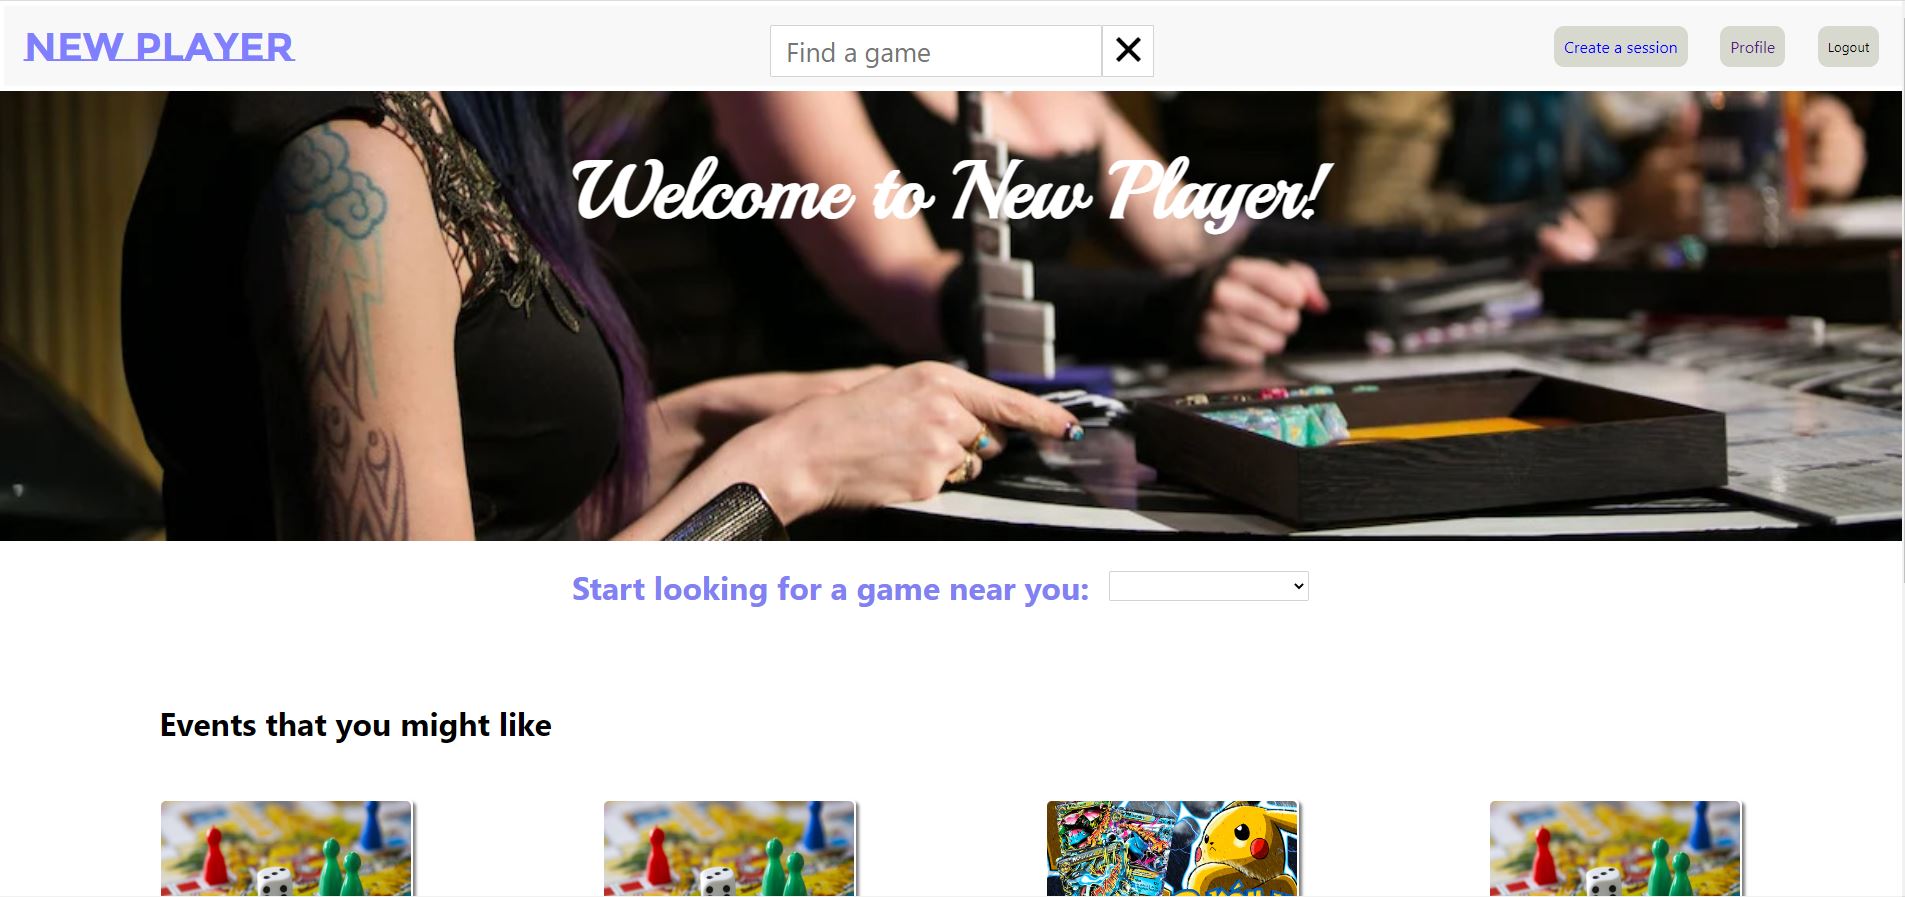 NEW PLAYER
Find a game
Create a session
Profile
Logout
Welcome to New Player!
Start looking for a game near you:
Events that you might like